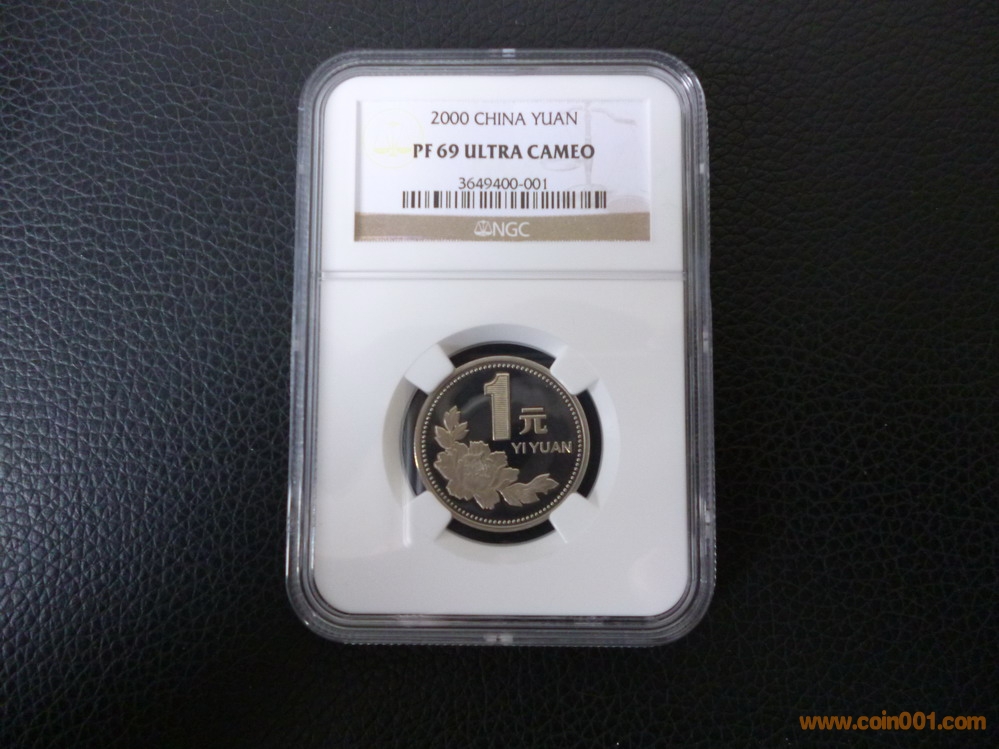 2000 CHINA YUAN
PF 69 ULTRA CAMEO
3649400-001
NGC
1元
YI YUAN
www.coin001.com